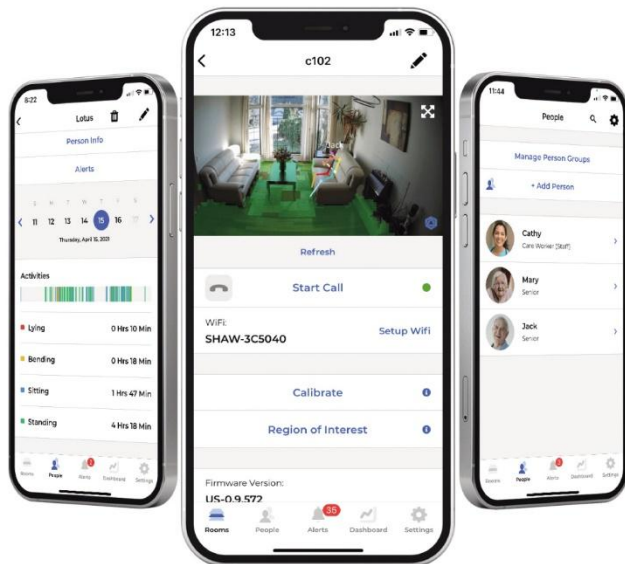 8:22
Lotus
Person Info
Alerts
S M T W T F S
11 12 13 14 15 16 17
Thursday, April 15, 2021
Activities
Lying 0 Hrs 10 Min
Bending 0 Hrs 18 Min
Sitting 1 Hrs 47 Min
Standing 4 Hrs 18 Min
Rooms People Alerts Dashboard Settings
12:13
c102
Jack
Refresh
Start Call
WiFi:
SHAW-3C5040 Setup Wifi
Calibrate
Region of Interest
Firmware Version:
US-0.9.572
35
Rooms People Alerts Dashboard Settings
11:44
People
Manage Person Groups
+ Add Person
Cathy
Care Worker (Staff)
Mary
Senior
Jack
Senior
Rooms People Alerts Dashboard Settings